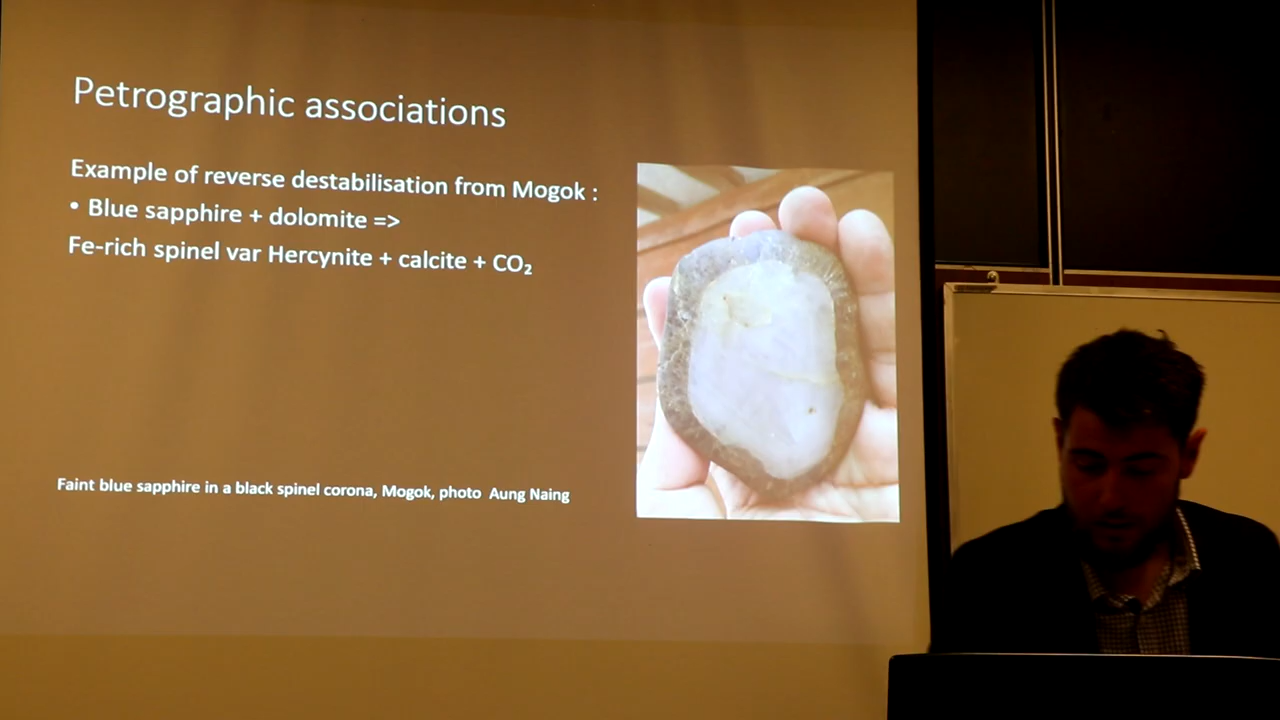 Petrographic associations
Example of reverse destabilisation from Mogok :
• Blue sapphire + dolomite =>
Fe-rich spinel var Hercynite + calcite + CO₂
Faint blue sapphire in a black spinel corona, Mogok, photo Aung Naing